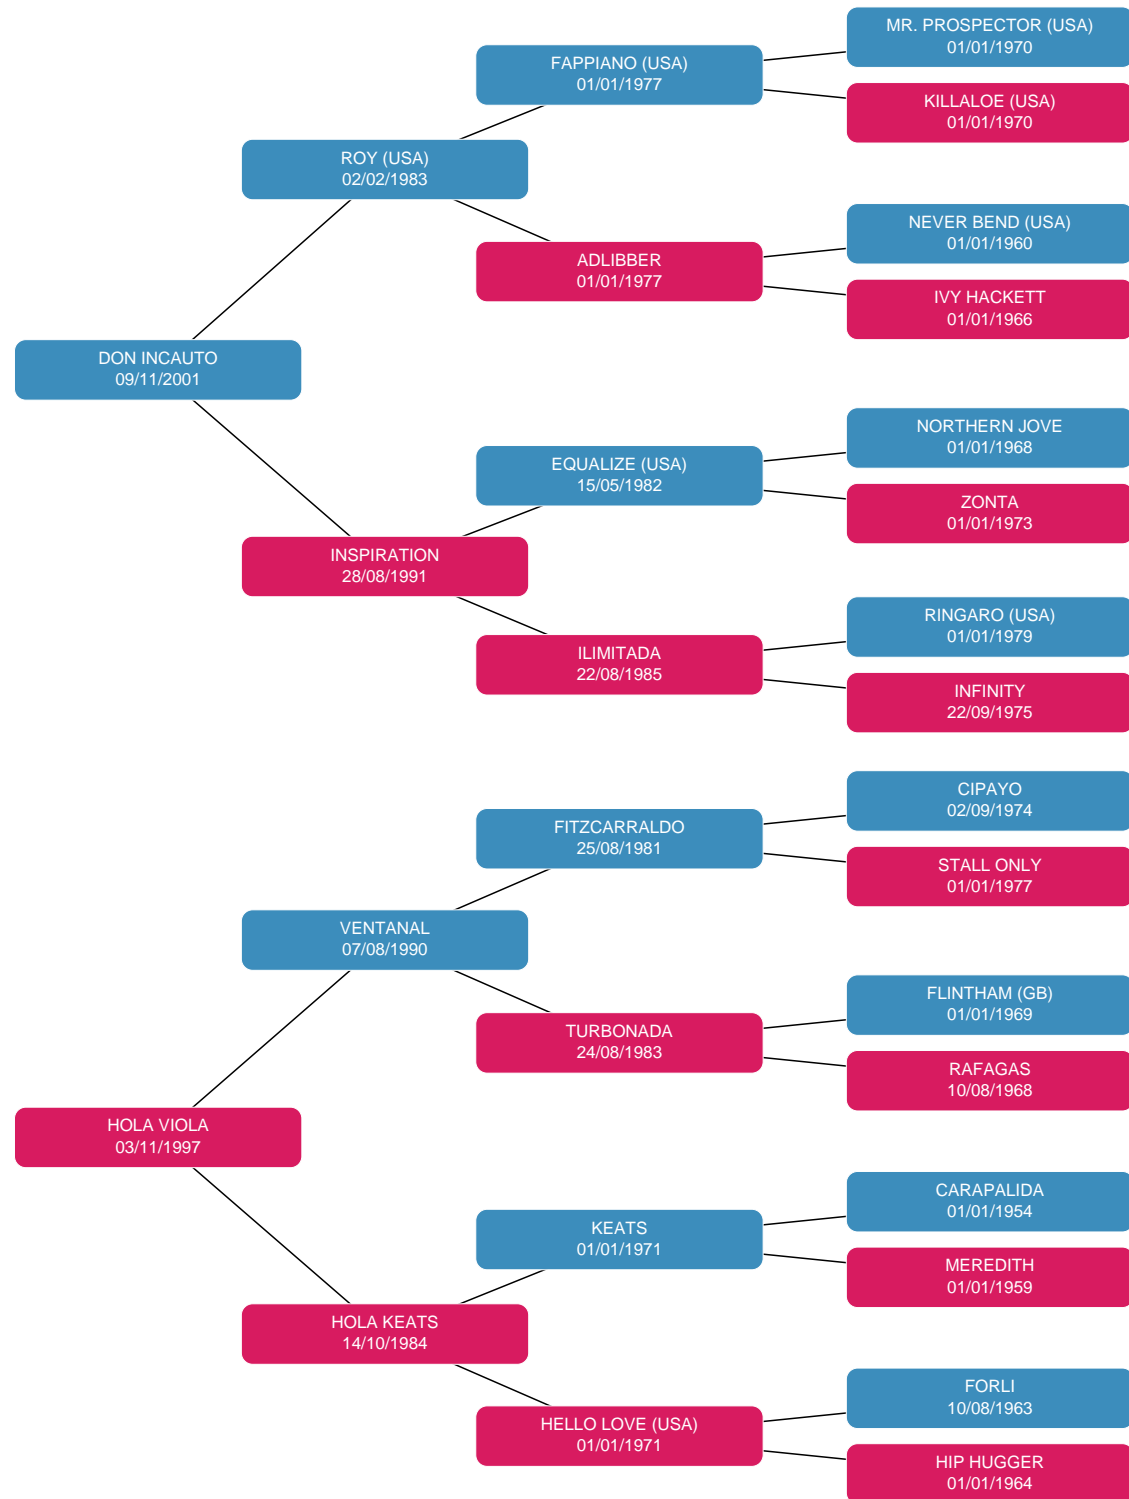 MR. PROSPECTOR (USA)
01/01/1970
FAPPIANO (USA)
01/01/1977
KILLALOE (USA)
01/01/1970
ROY (USA)
02/02/1983
NEVER BEND (USA)
01/01/1960
ADLIBBER
01/01/1977
IVY HACKETT
01/01/1966
DON INCAUTO
09/11/2001
NORTHERN JOVE
01/01/1968
EQUALIZE (USA)
15/05/1982
ZONTA
01/01/1973
INSPIRATION
28/08/1991
RINGARO (USA)
01/01/1979
ILIMITADA
22/08/1985
INFINITY
22/09/1975
CIPAYO
02/09/1974
FITZCARRALDO
25/08/1981
STALL ONLY
01/01/1977
VENTANAL
07/08/1990
FLINTHAM (GB)
01/01/1969
TURBONADA
24/08/1983
RAFAGAS
10/08/1968
HOLA VIOLA
03/11/1997
CARAPALIDA
01/01/1954
KEATS
01/01/1971
MEREDITH
01/01/1959
HOLA KEATS
14/10/1984
FORLI
10/08/1963
HELLO LOVE (USA)
01/01/1971
HIP HUGGER
01/01/1964